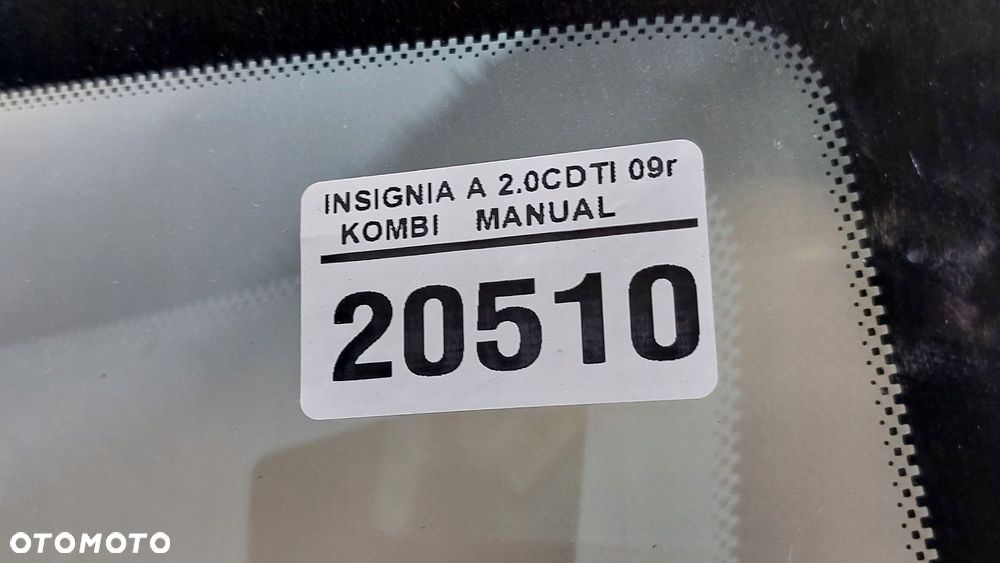 INSIGNIA A 2.0CDTI 09r
KOMBI MANUAL
20510
OTOMOTO